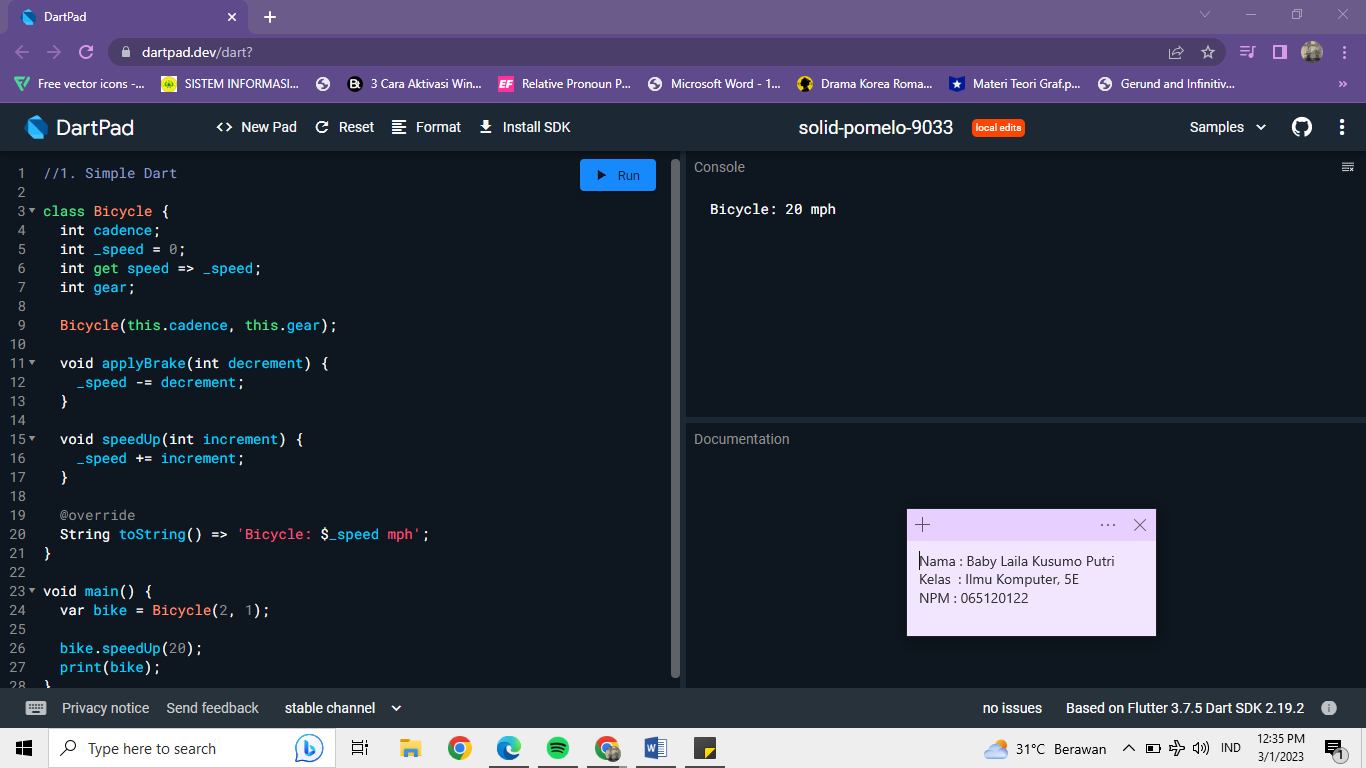 DartPad
dartpad.dev/dart?
Free vector icons -...
SISTEM INFORMASI...
3 Cara Aktivasi Win...
EF
Relative Pronoun P...
Microsoft Word - 1...
Drama Korea Roma...
Materi Teori Graf.p...
Gerund and Infinitiv...
»
DartPad
<> New Pad
Reset
Format
Install SDK
solid-pomelo-9033
local edits
Samples
1 //1. Simple Dart
2
3 class Bicycle {
4 int cadence;
5 int _speed = 0;
6 int get speed => _speed;
7 int gear;
8
9 Bicycle(this.cadence, this.gear);
10
11 void applyBrake(int decrement) {
12 _speed -= decrement;
13 }
14
15 void speedUp(int increment) {
16 _speed += increment;
17 }
18
19 @override
20 String toString() => 'Bicycle: $_speed mph';
21 }
22
23 void main() {
24 var bike = Bicycle(2, 1);
25
26 bike.speedUp(20);
27 print(bike);
28 }
Run
Console
Bicycle: 20 mph
Documentation
Nama : Baby Laila Kusumo Putri
Kelas : Ilmu Komputer, 5E
NPM : 065120122
Privacy notice
Send feedback
stable channel
no issues
Based on Flutter 3.7.5 Dart SDK 2.19.2
Type here to search
31°C Berawan
IND
12:35 PM
3/1/2023
1